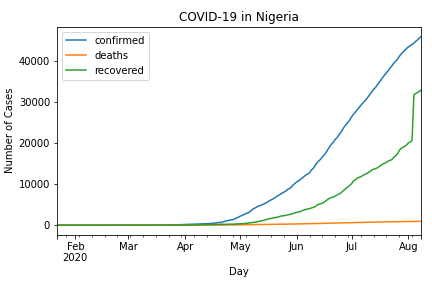 COVID-19 in Nigeria
confirmed
deaths
recovered
Number of Cases
40000
30000
20000
10000
0
Feb Mar Apr May Jun Jul Aug
2020
Day